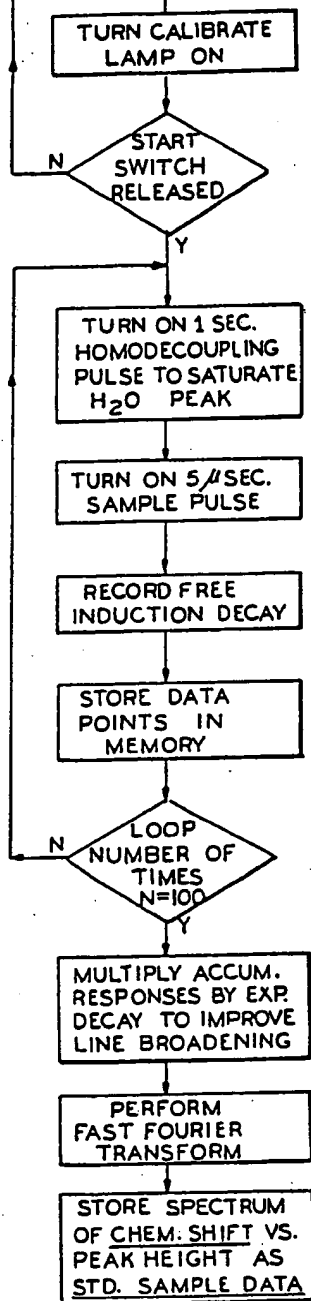 TURN CALIBRATE
LAMP ON
START
SWITCH
RELEASED
N
Y
TURN ON 1 SEC.
HOMODECOUPLING
PULSE TO SATURATE
H2O PEAK
TURN ON 5 μSEC.
SAMPLE PULSE
RECORD FREE
INDUCTION DECAY
STORE DATA
POINTS IN
MEMORY
LOOP
NUMBER OF
TIMES
N=100
N
Y
MULTIPLY ACCUM.
RESPONSES BY EXP.
DECAY TO IMPROVE
LINE BROADENING
PERFORM
FAST FOURIER
TRANSFORM
STORE SPECTRUM
OF CHEM. SHIFT VS.
PEAK HEIGHT AS
STD. SAMPLE DATA